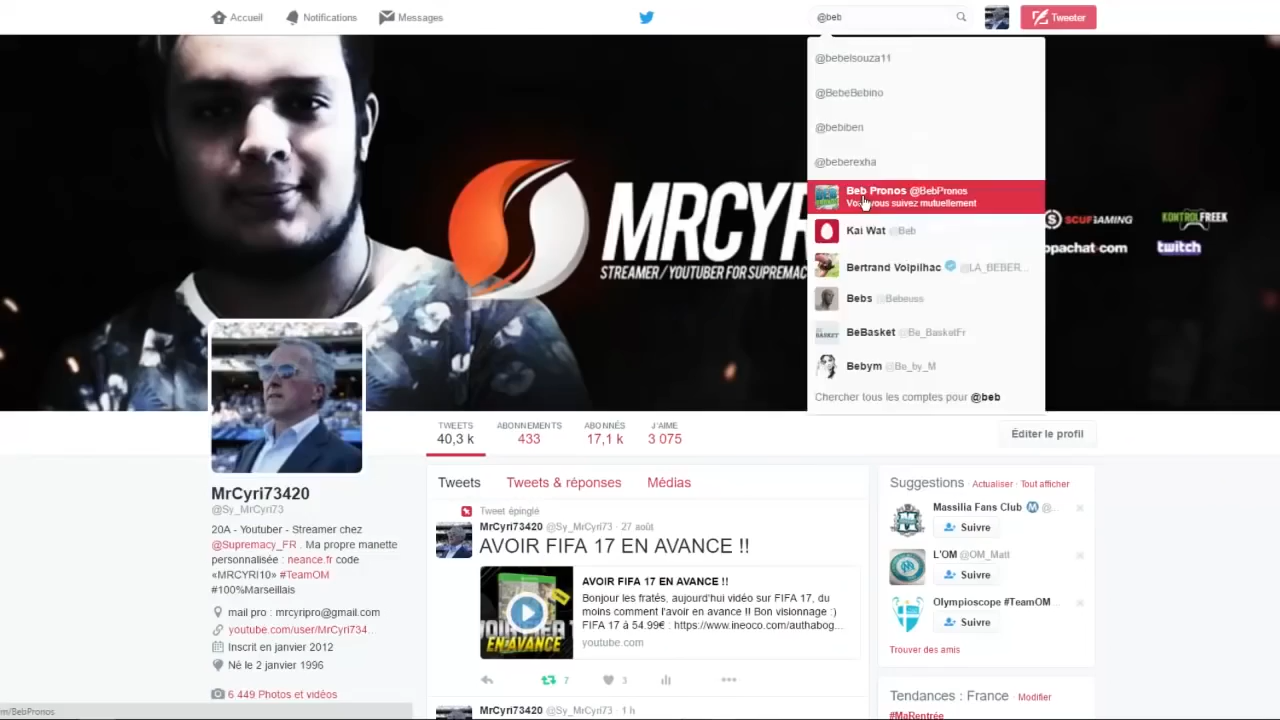 Accueil
Notifications
Messages
@beb
Tweeter
@bebelsouza11
@BebeBebino
@bebiben
@beberexha
Beb Pronos @BebPronos
vous suivez mutuellement
Kai Wat @Beb
Bertrand Volpilhac @LA_BEBER...
Bebs @Bebeuss
BeBasket @Be_BasketFr
Bebym @Be_by_M
Chercher tous les comptes pour @beb
MRCYR
STREAMER/YOUTUBER FOR SUPREMAC
SCUFGAMING
KONTROLFREEK
opachat.com
twitch
TWEETS
40,3 k
ABONNEMENTS
433
ABONNÉS
17,1 k
J'AIME
3 075
Éditer le profil
MrCyri73420
@Sy_MrCyri73
20A - Youtuber - Streamer chez
@Supremacy_FR . Ma propre manette
personnalisée : neance.fr code
«MRCYRI10» #TeamOM
#100%Marseillais
mail pro : mrcyripro@gmail.com
youtube.com/user/MrCyri734...
Inscrit en janvier 2012
Né le 2 janvier 1996
6 449 Photos et vidéos
Tweets
Tweets & réponses
Médias
Tweet épinglé
MrCyri73420 @Sy_MrCyri73 · 27 août
AVOIR FIFA 17 EN AVANCE !!
EN AVANCE
AVOIR FIFA 17 EN AVANCE !!
Bonjour les fratés, aujourd'hui vidéo sur FIFA 17, du
moins comment l'avoir en avance !! Bon visionnage :)
FIFA 17 à 54.99€ : https://www.ineoco.com/authabog...
youtube.com
7
3
MrCyri73420 @Sy_MrCyri73 · 1 h
Suggestions · Actualiser · Tout afficher
Massilia Fans Club @...
Suivre
L'OM @OM_Matt
Suivre
Olympioscope #TeamOM...
Suivre
Trouver des amis
Tendances : France · Modifier
#MaRentrée
m/BebPronos